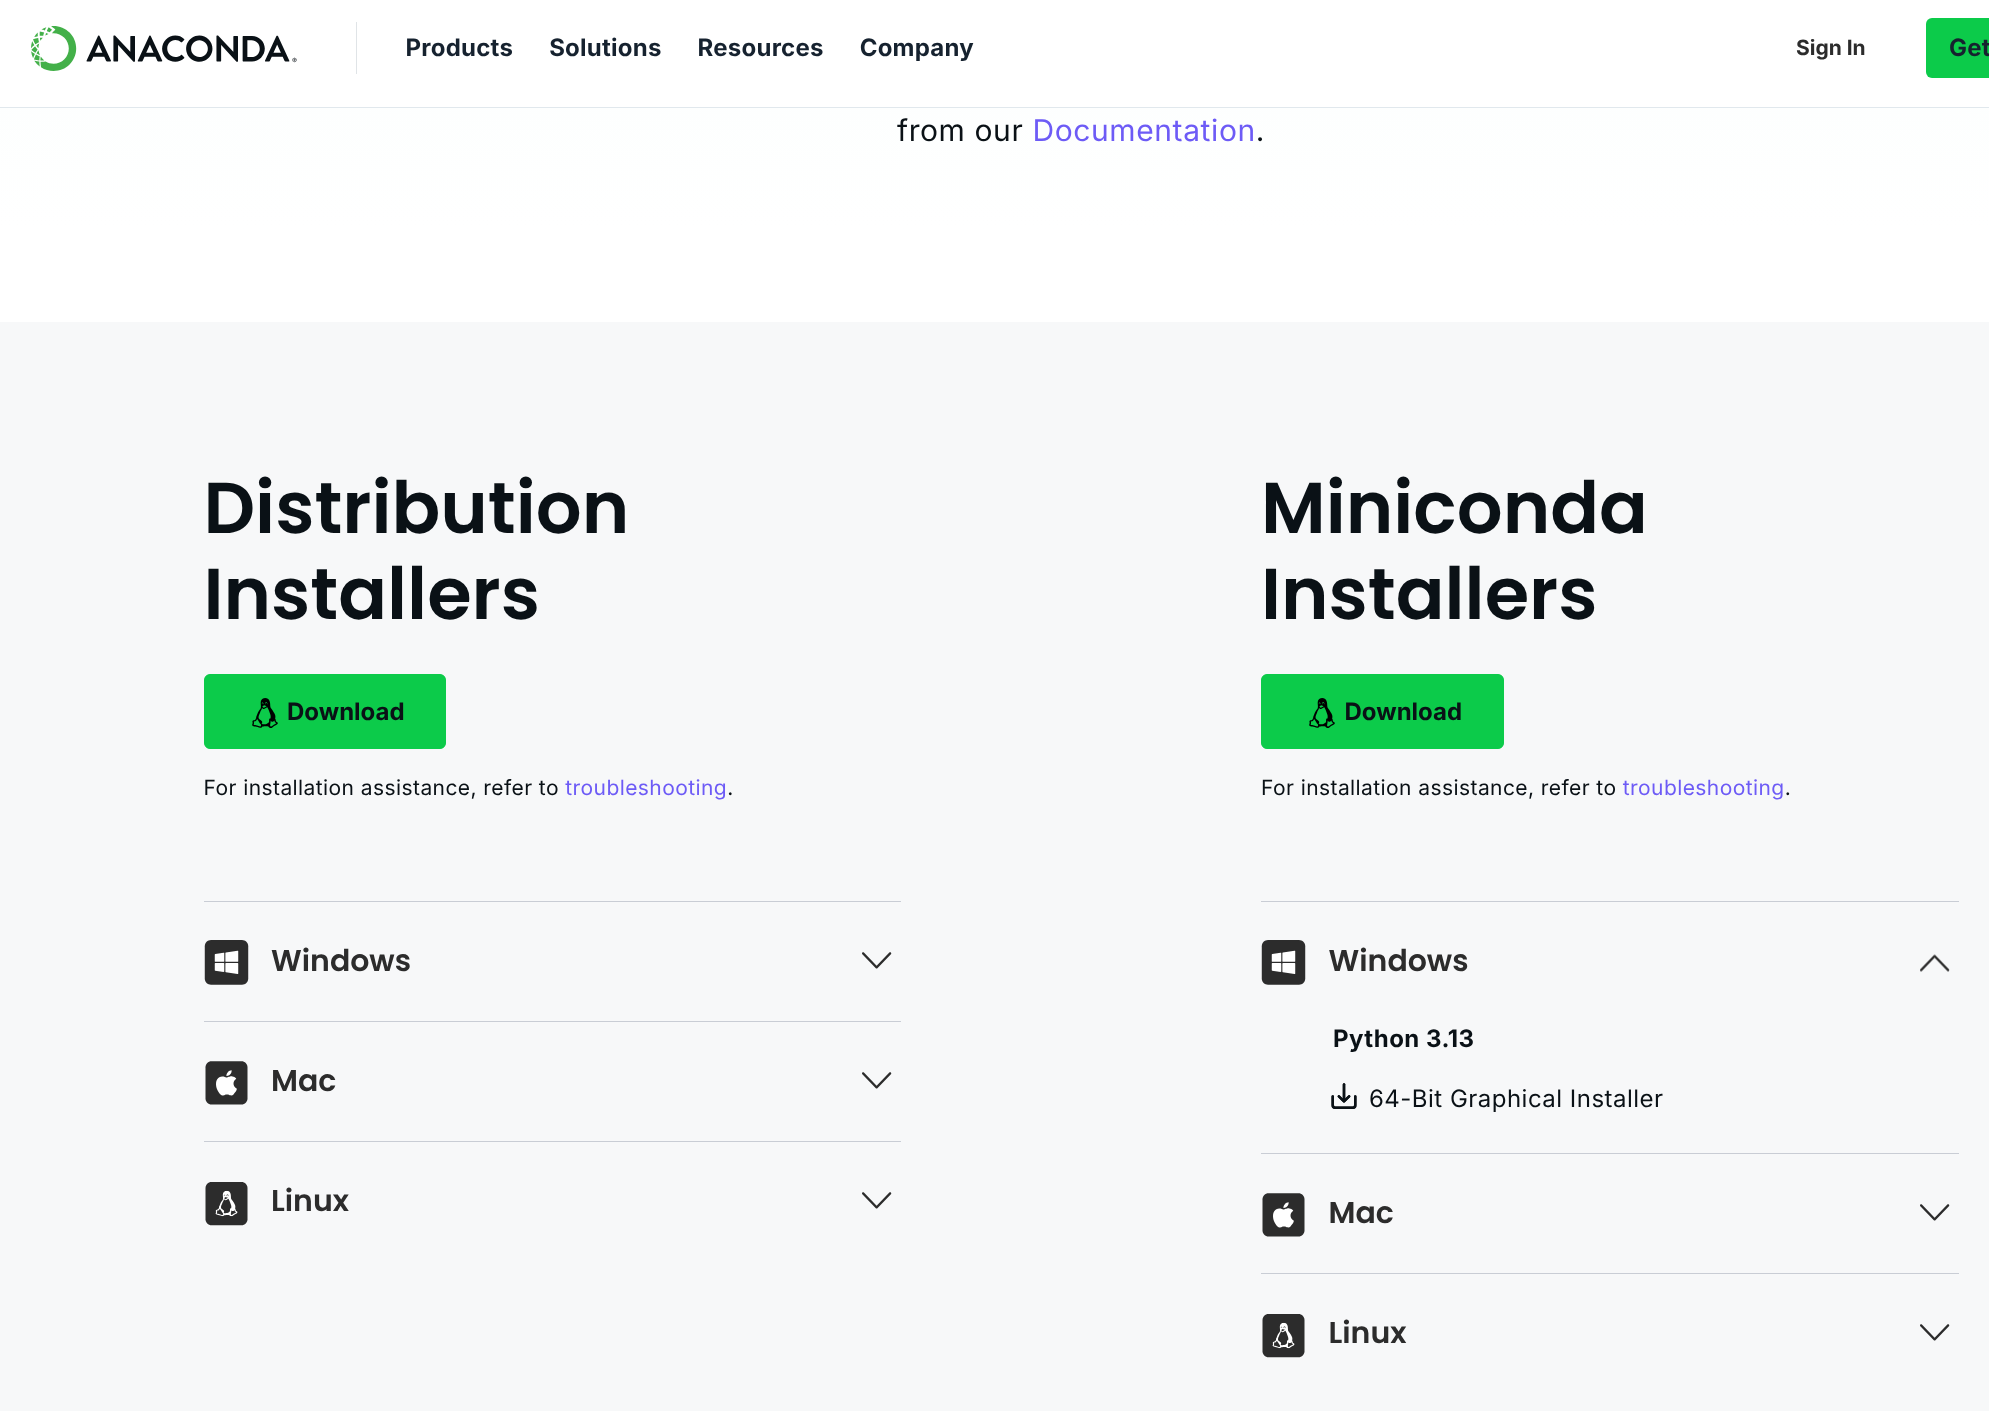 ANACONDA.
Products Solutions Resources Company
Sign In
Get
from our Documentation.
Distribution
Installers
Download
For installation assistance, refer to troubleshooting.
Windows
Mac
Linux
Miniconda
Installers
Download
For installation assistance, refer to troubleshooting.
Windows
Python 3.13
64-Bit Graphical Installer
Mac
Linux